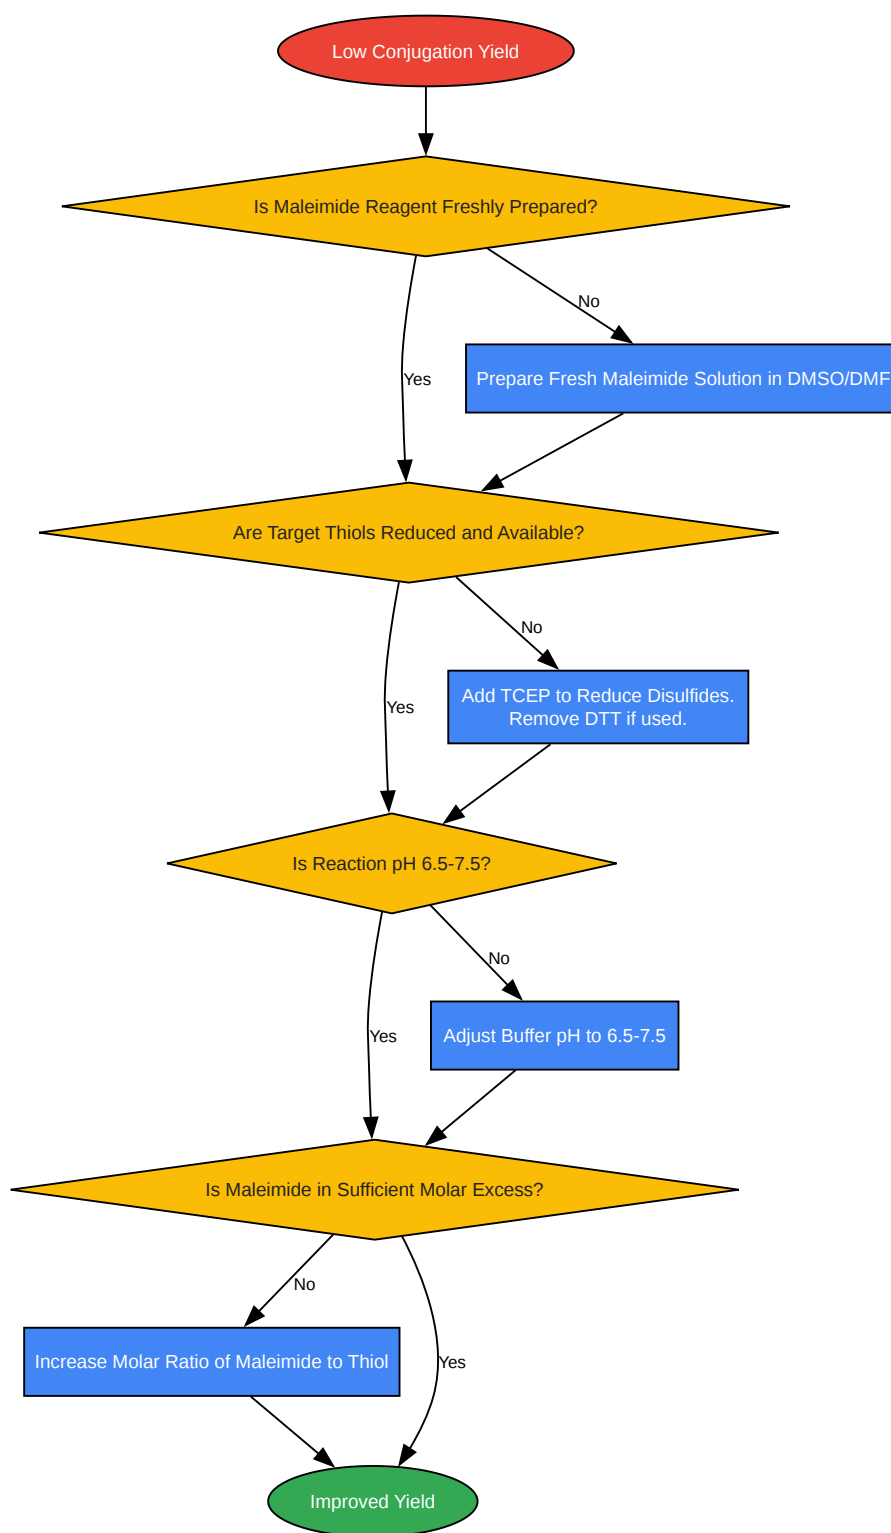 Low Conjugation Yield
Is Maleimide Reagent Freshly Prepared?
No
Yes
Prepare Fresh Maleimide Solution in DMSO/DMF
Are Target Thiols Reduced and Available?
No
Yes
Add TCEP to Reduce Disulfides.
Remove DTT if used.
Is Reaction pH 6.5-7.5?
No
Yes
Adjust Buffer pH to 6.5-7.5
Is Maleimide in Sufficient Molar Excess?
No
Increase Molar Ratio of Maleimide to Thiol
Yes
Improved Yield